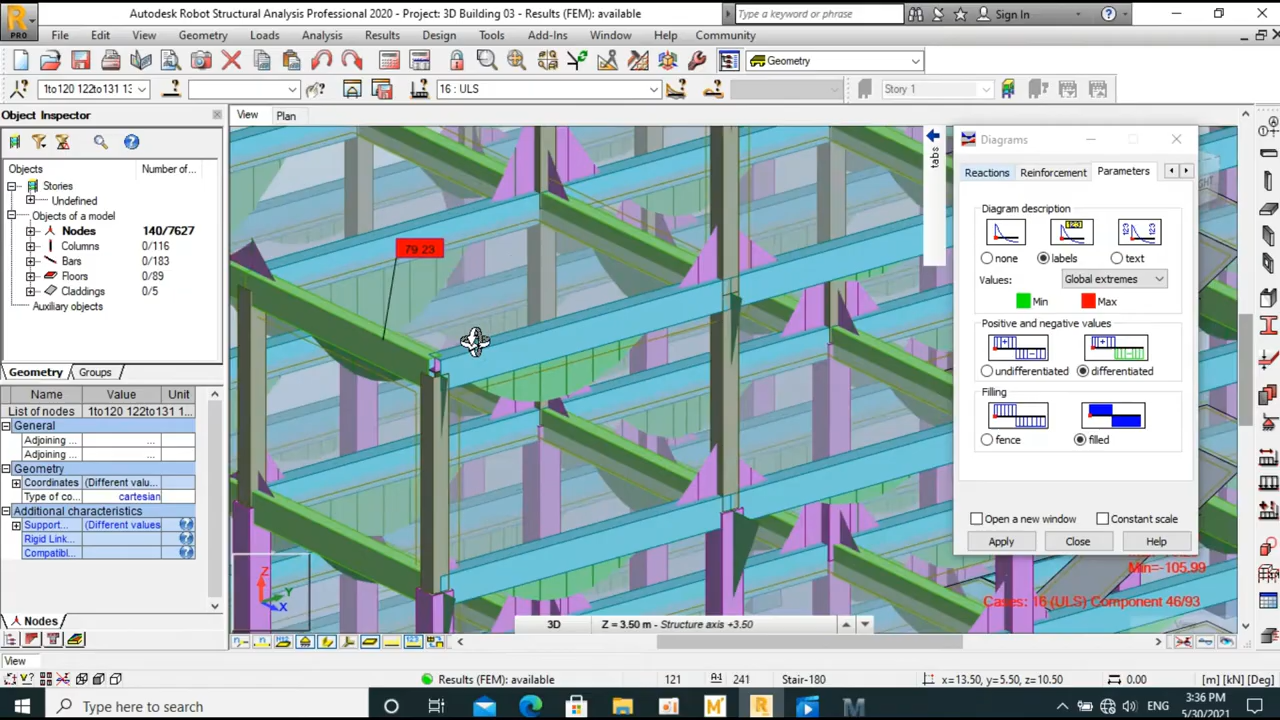 Autodesk Robot Structural Analysis Professional 2020 - Project: 3D Building 03 - Results (FEM): available
Type a keyword or phrase
Sign In
PRO
File Edit View Geometry Loads Analysis Results Design Tools Add-Ins Window Help Community
Geometry
1to120 122to131 13
16 : ULS
Story 1
Object Inspector
View Plan
Objects Number of...
Stories
Undefined
Objects of a model
Nodes 140/7627
Columns 0/116
Bars 0/183
Floors 0/89
Claddings 0/5
Auxiliary objects
Geometry Groups
Name Value Unit
List of nodes 1to120 122to131 1...
General
Adjoining ... ...
Adjoining ... ...
Geometry
Coordinates (Different valu...
Type of co... cartesian
Additional characteristics
Support... (Different values
Rigid Link...
Compatibl...
Nodes
79.23
tabs
Diagrams
Reactions Reinforcement Parameters
Diagram description
none labels text
Values: Global extremes
Min Max
Positive and negative values
undifferentiated differentiated
Filling
fence filled
Open a new window Constant scale
Apply Close Help
Min=-105.99
Cases: 16 (ULS) Component 46/93
Z
Y
X
3D Z = 3.50 m - Structure axis +3.50
View
Results (FEM): available 121 241 Stair-180 x=13.50, y=5.50, z=10.50 0.00 [m] [kN] [Deg]
Type here to search
ENG
3:36 PM
5/30/2021